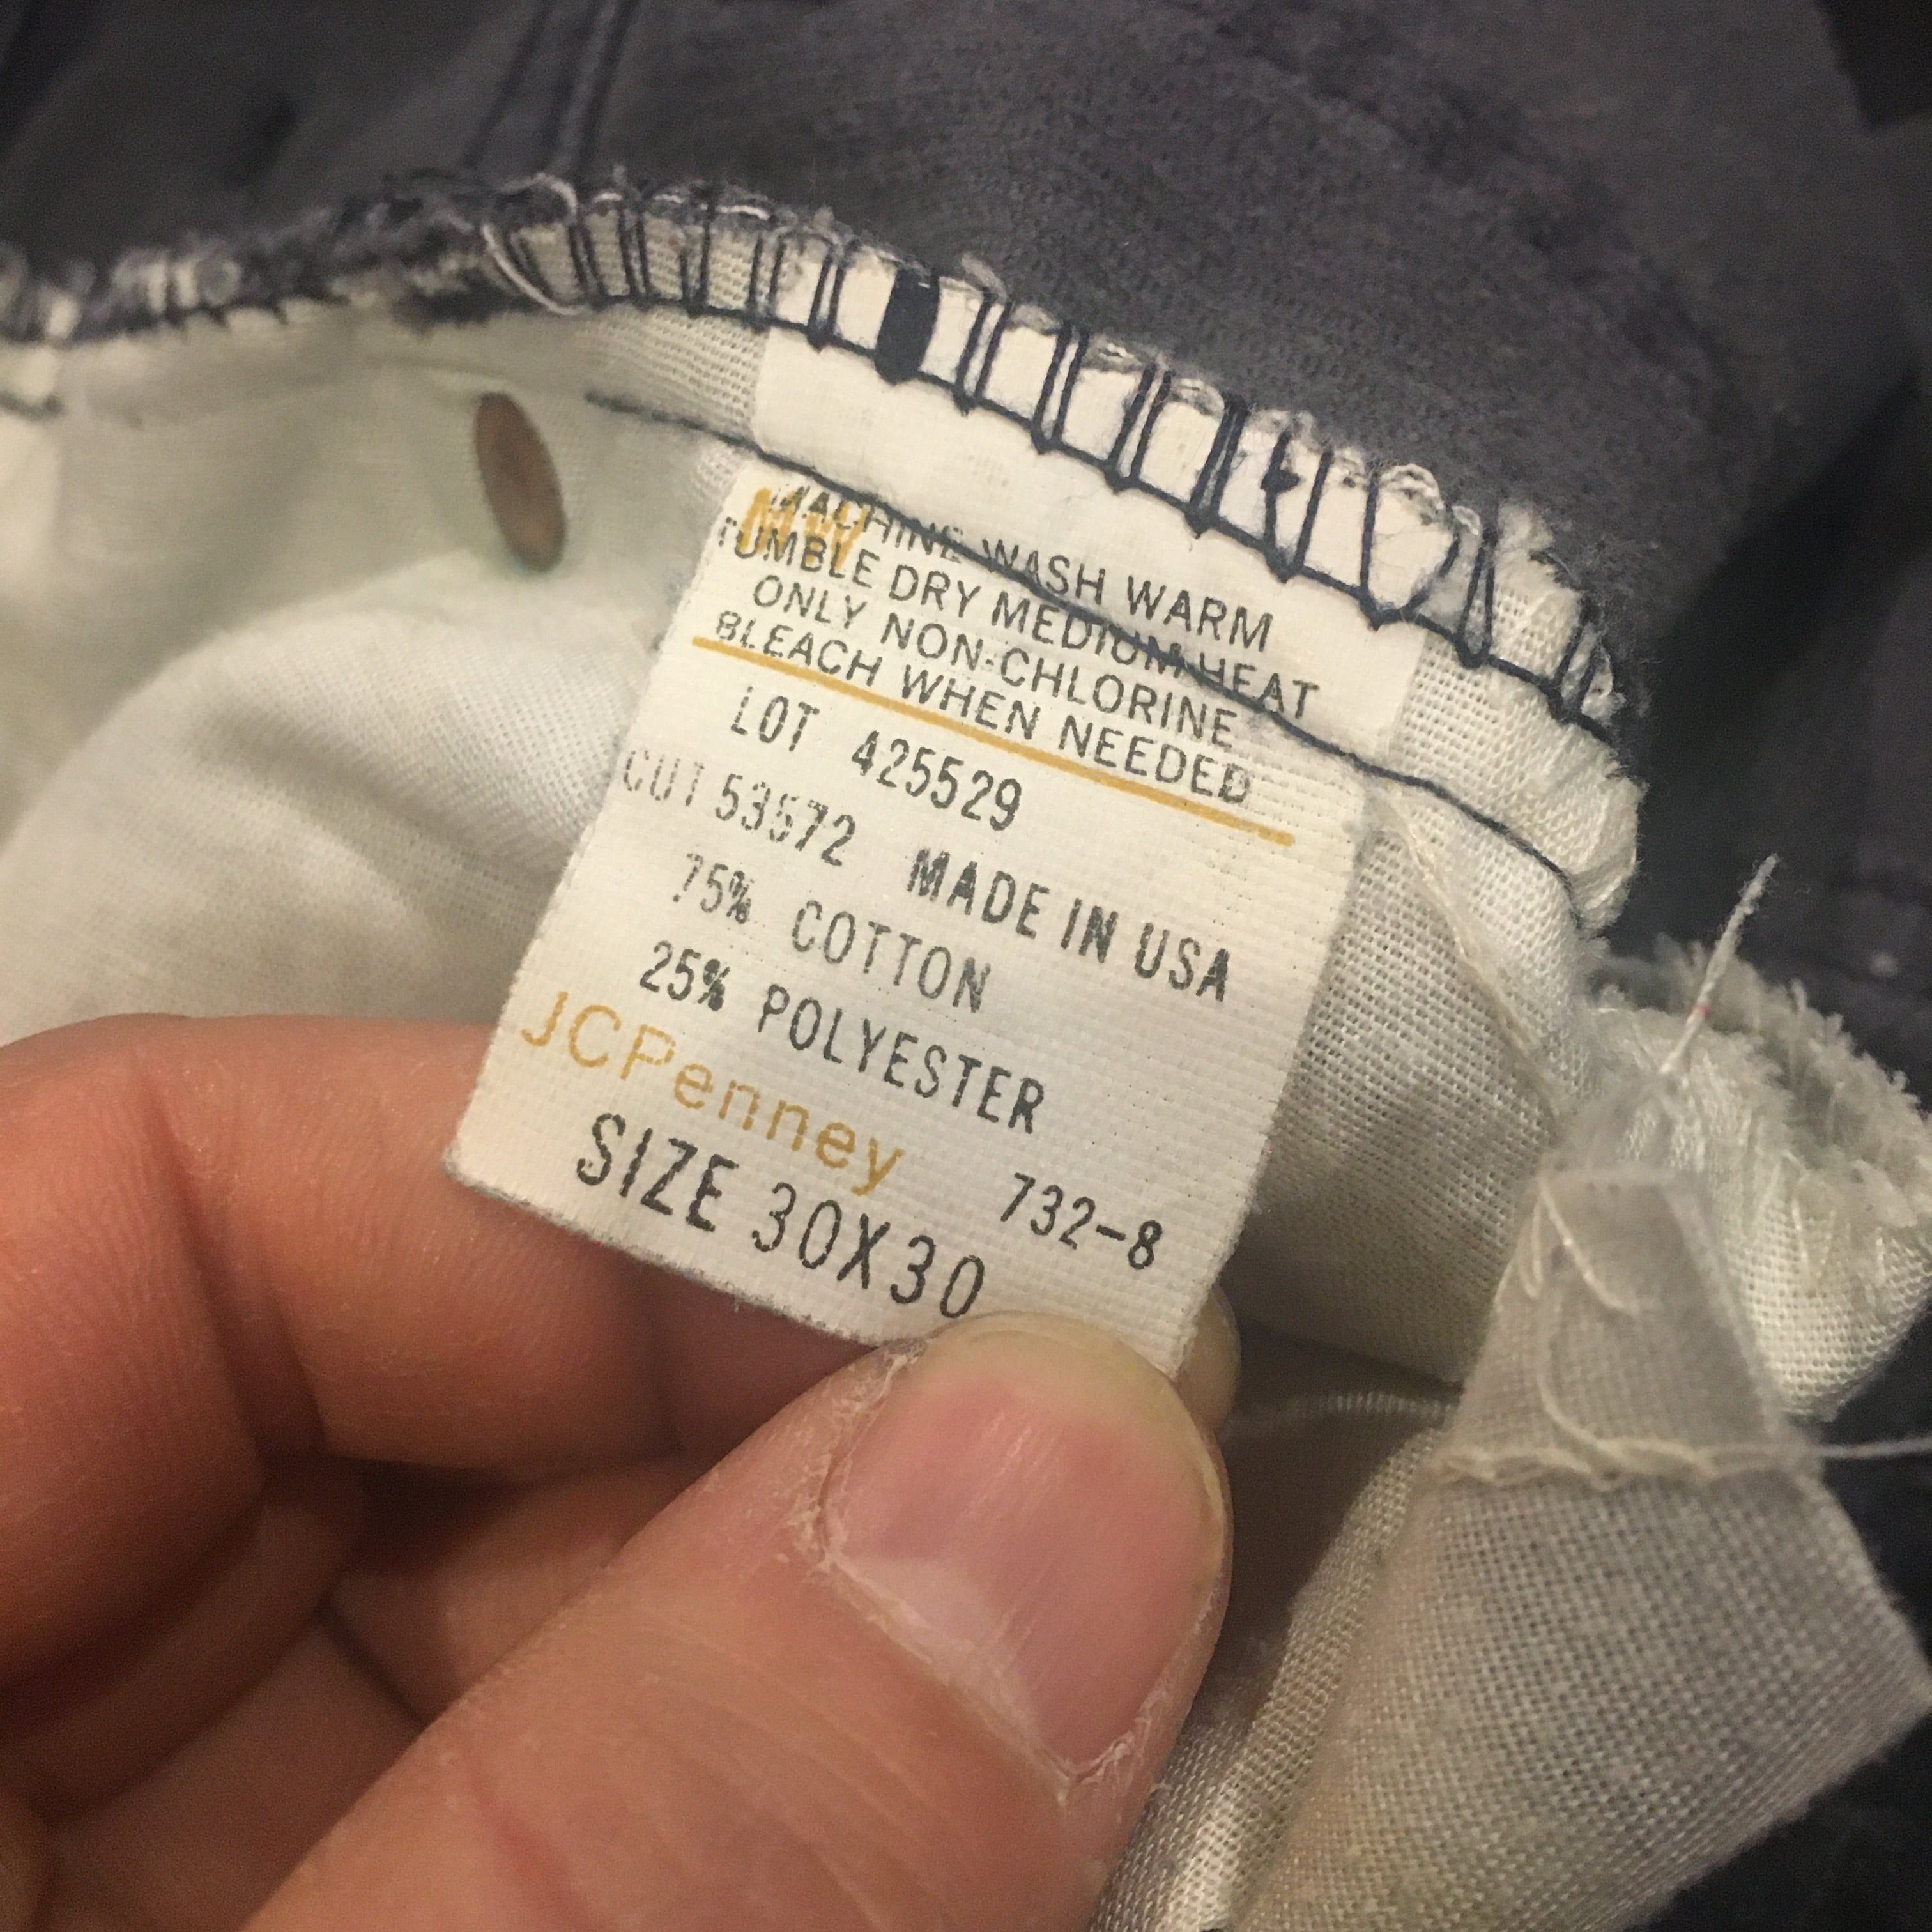 MW
MACHINE WASH WARM
TUMBLE DRY MEDIUM HEAT
ONLY NON-CHLORINE
BLEACH WHEN NEEDED
LOT 425529
CUT 53572 MADE IN USA
75% COTTON
25% POLYESTER
JCPenney 732-8
SIZE 30X30